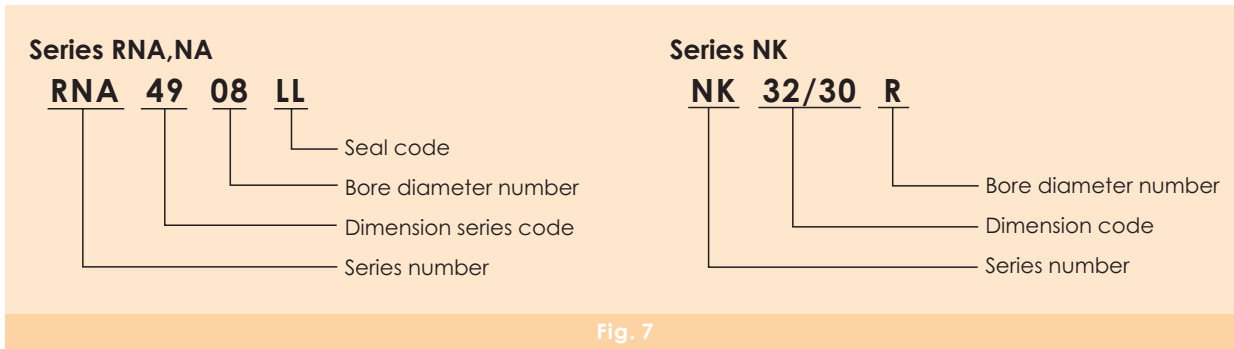 Series RNA,NA
RNA 49 08 LL
Seal code
Bore diameter number
Dimension series code
Series number
Series NK
NK 32/30 R
Bore diameter number
Dimension code
Series number
Fig. 7